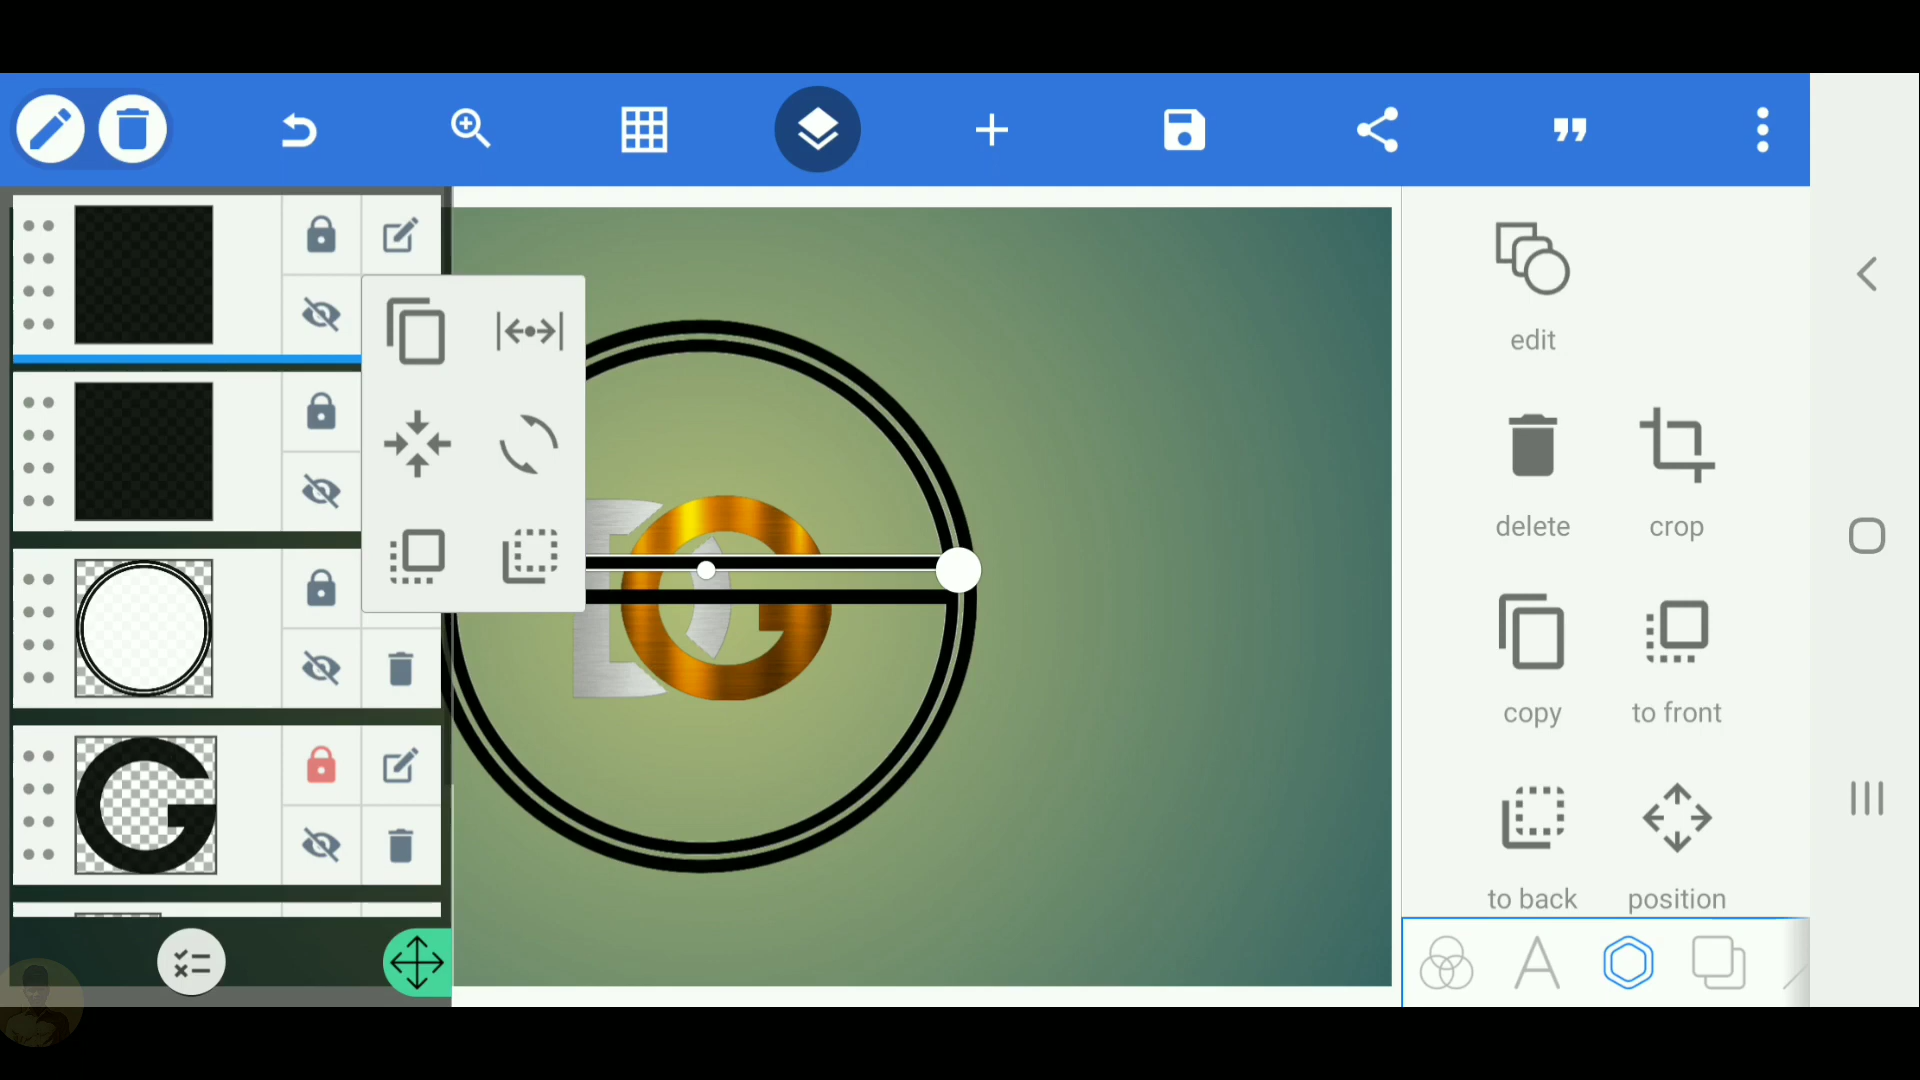 edit
delete
crop
copy
to front
to back
position
G
G